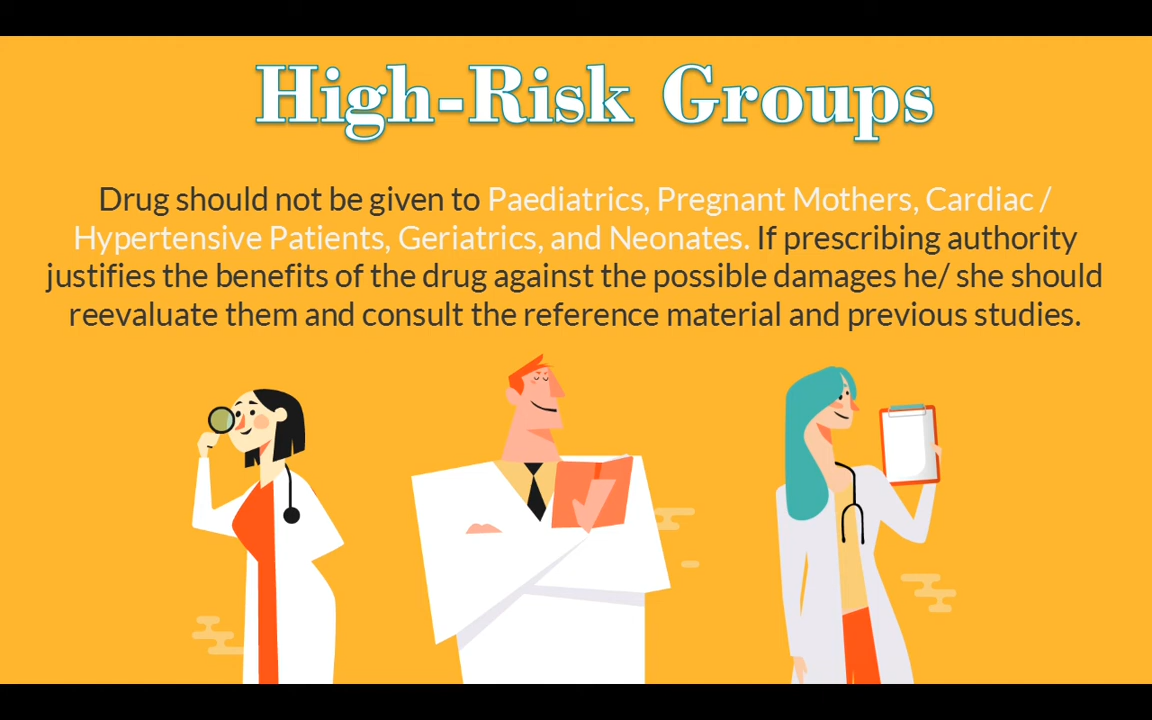 High-Risk Groups
Drug should not be given to Paediatrics, Pregnant Mothers, Cardiac /
Hypertensive Patients, Geriatrics, and Neonates. If prescribing authority
justifies the benefits of the drug against the possible damages he/ she should
reevaluate them and consult the reference material and previous studies.